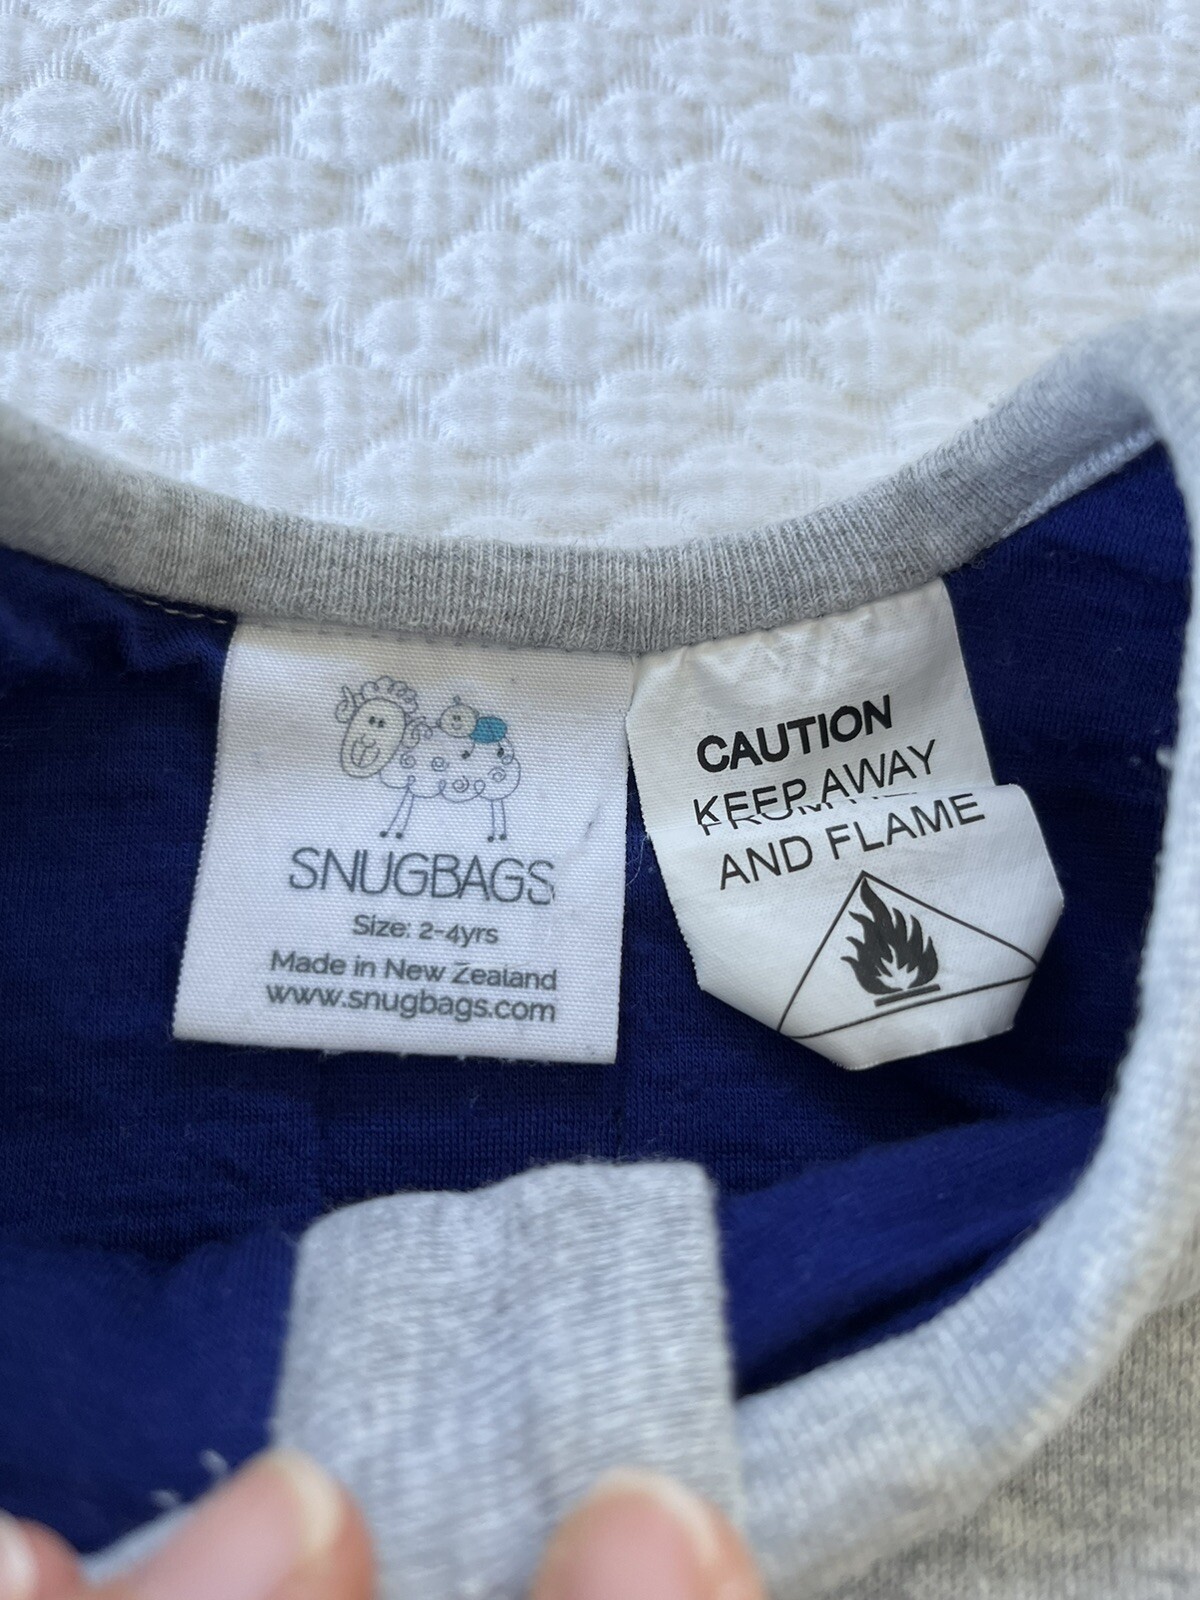 SNUGBAGS
Size: 2-4yrs
Made in New Zealand
www.snugbags.com
CAUTION
KEEP AWAY
AND FLAME